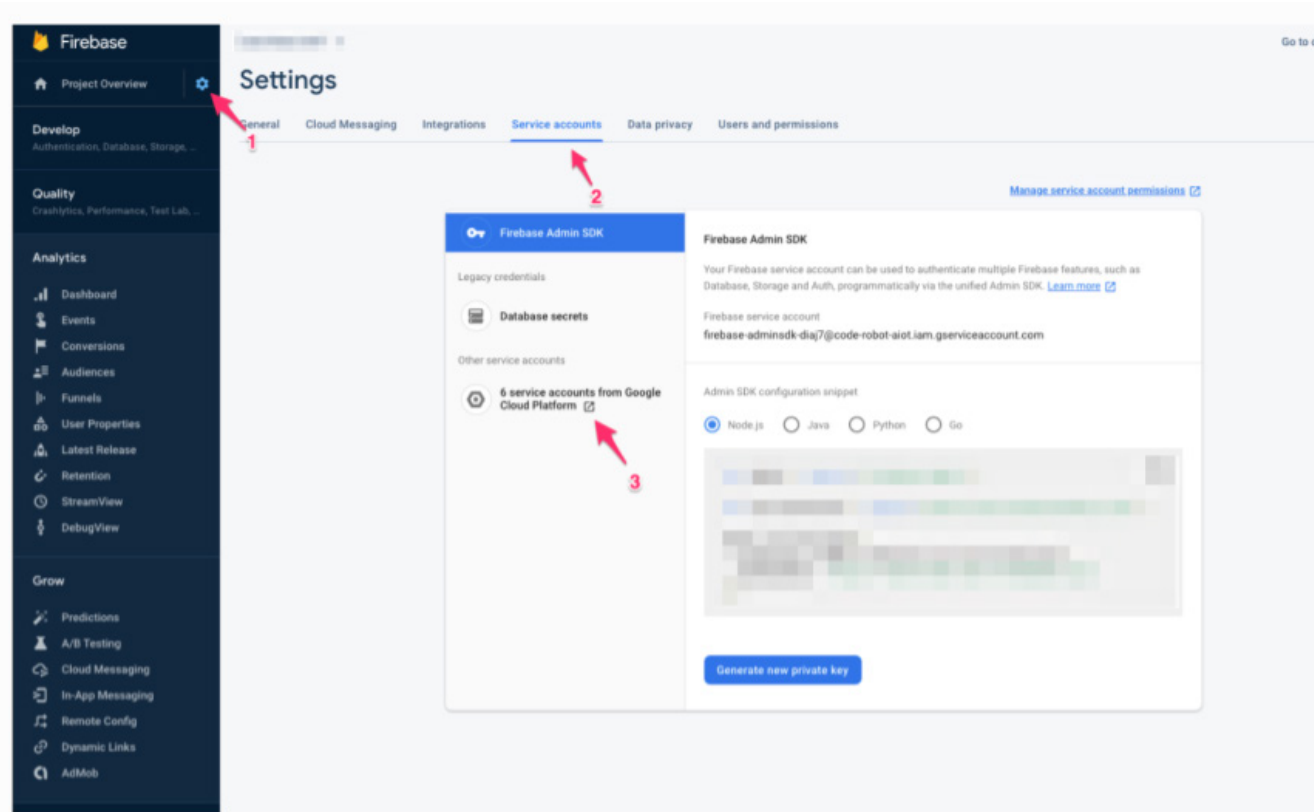 Firebase
Go to
Project Overview
Settings
1
General Cloud Messaging Integrations Service accounts Data privacy Users and permissions
2
Develop
Authentication, Database, Storage, ...
Quality
Crashlytics, Performance, Test Lab, ...
Manage service account permissions
Analytics
Dashboard
Events
Conversions
Audiences
Funnels
User Properties
Latest Release
Retention
StreamView
DebugView
Grow
Predictions
A/B Testing
Cloud Messaging
In-App Messaging
Remote Config
Dynamic Links
AdMob
Firebase Admin SDK
Legacy credentials
Database secrets
Other service accounts
6 service accounts from Google
Cloud Platform
3
Firebase Admin SDK
Your Firebase service account can be used to authenticate multiple Firebase features, such as
Database, Storage and Auth, programmatically via the unified Admin SDK. Learn more
Firebase service account
firebase-adminsdk-diaj7@code-robot-aiot.iam.gserviceaccount.com
Admin SDK configuration snippet
Node.js Java Python Go
Generate new private key